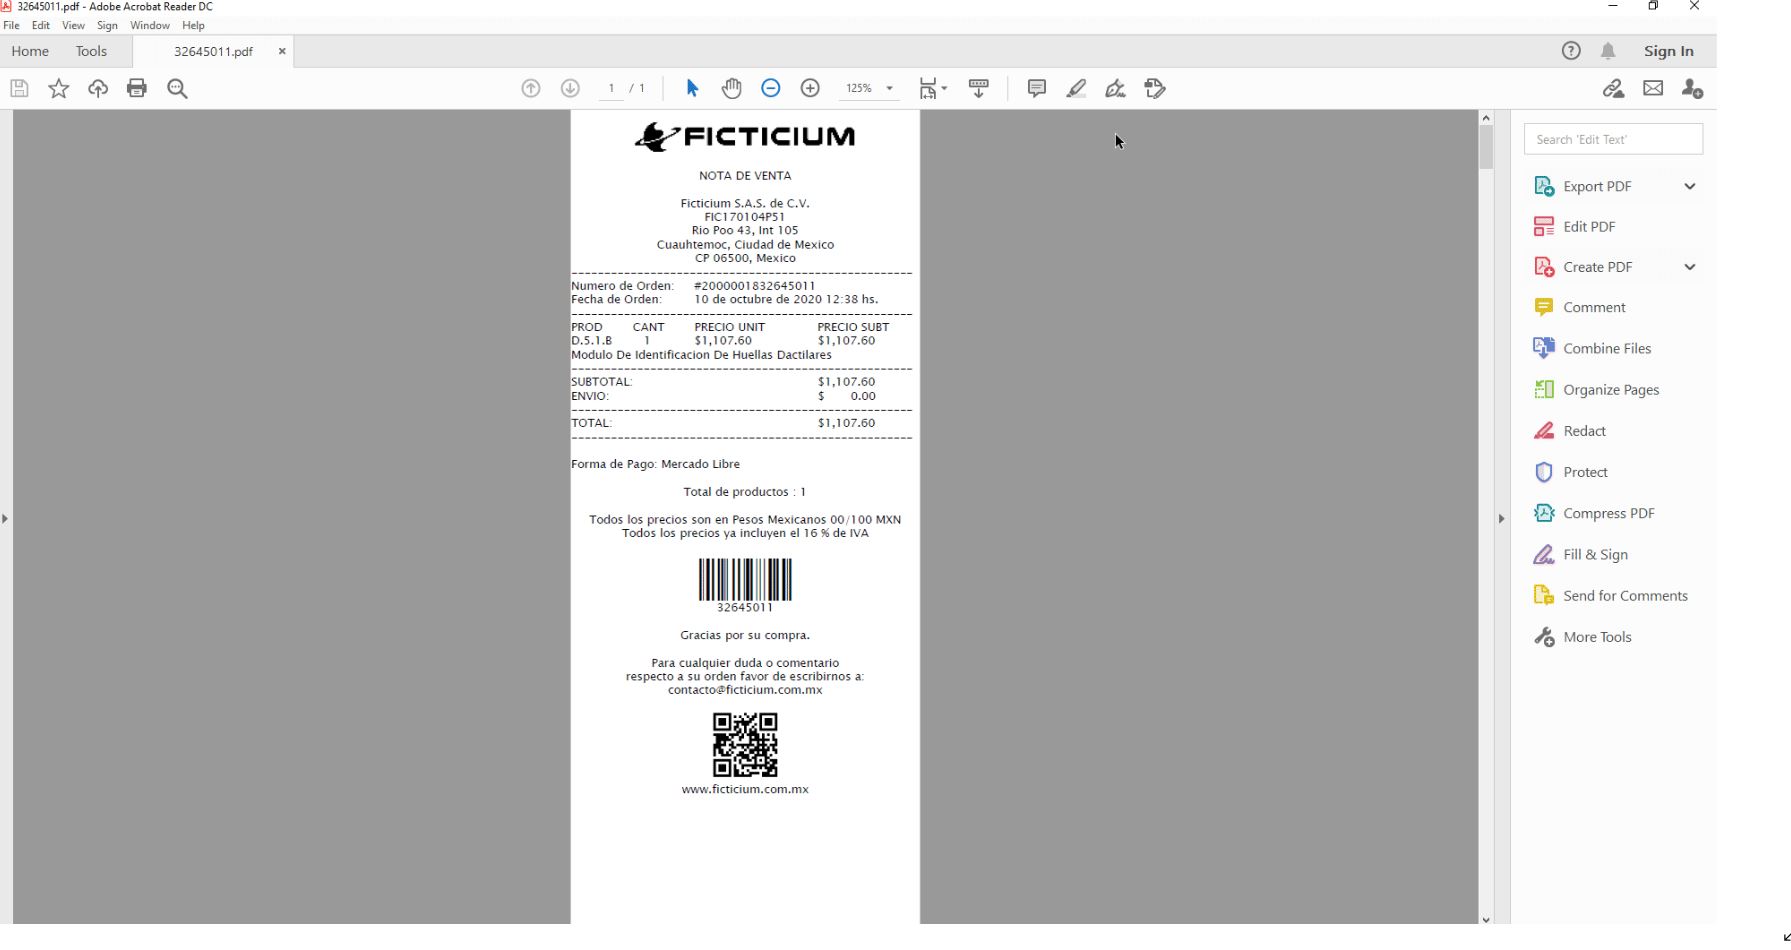 32645011.pdf - Adobe Acrobat Reader DC
File Edit View Sign Window Help
Home Tools 32645011.pdf × Sign In
1 / 1 125%
FICTICIUM
NOTA DE VENTA
Ficticium S.A.S. de C.V.
FIC170104P51
Rio Poo 43, Int 105
Cuauhtemoc, Ciudad de Mexico
CP 06500, Mexico
Numero de Orden: #2000001832645011
Fecha de Orden: 10 de octubre de 2020 12:38 hs.
PROD CANT PRECIO UNIT PRECIO SUBT
D.5.1.B 1 $1,107.60 $1,107.60
Modulo De Identificacion De Huellas Dactilares
SUBTOTAL: $1,107.60
ENVIO: $ 0.00
TOTAL: $1,107.60
Forma de Pago: Mercado Libre
Total de productos : 1
Todos los precios son en Pesos Mexicanos 00/100 MXN
Todos los precios ya incluyen el 16 % de IVA
32645011
Gracias por su compra.
Para cualquier duda o comentario
respecto a su orden favor de escribirnos a:
contacto@ficticium.com.mx
www.ficticium.com.mx
Search 'Edit Text'
Export PDF
Edit PDF
Create PDF
Comment
Combine Files
Organize Pages
Redact
Protect
Compress PDF
Fill & Sign
Send for Comments
More Tools